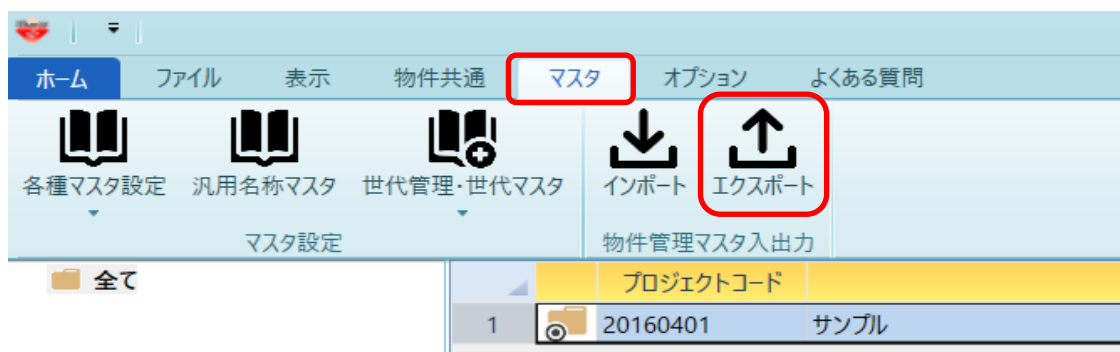 ホーム ファイル 表示 物件共通 マスタ オプション よくある質問
各種マスタ設定 汎用名称マスタ 世代管理・世代マスタ インポート エクスポート
マスタ設定 物件管理マスタ入出力
全て プロジェクトコード
1 20160401 サンプル